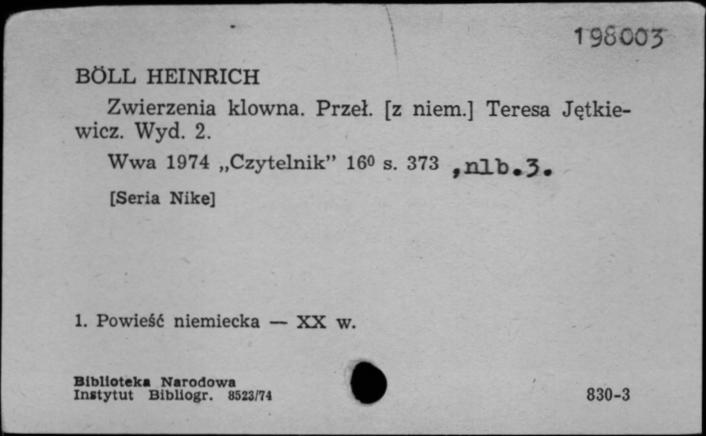 198003
BÖLL HEINRICH
Zwierzenia klowna. Przeł. [z niem.] Teresa Jętkie-
wicz. Wyd. 2.
Wwa 1974 „Czytelnik” 16⁰ s. 373 ,nlb.3.
[Seria Nike]
1. Powieść niemiecka — XX w.
Biblioteka Narodowa
Instytut Bibliogr. 8523/74
830-3